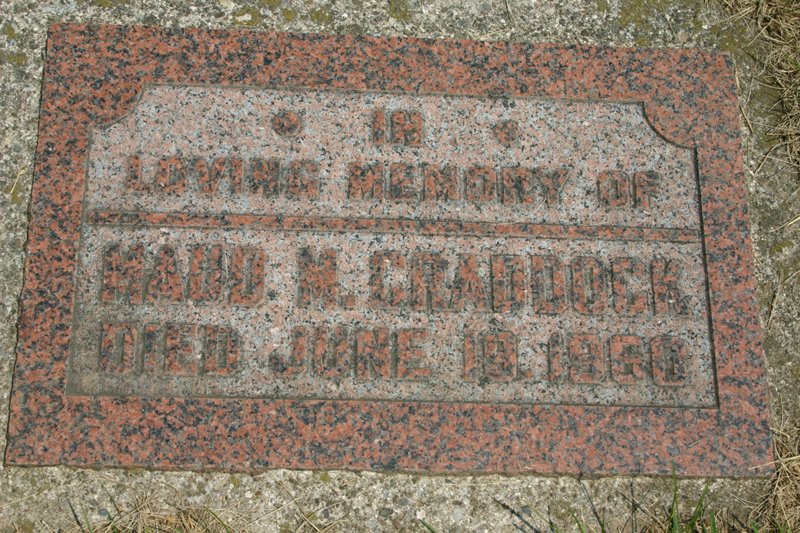 IN
LOVING MEMORY OF
MAUD M. CRADDOCK
DIED JUNE 19. 1960